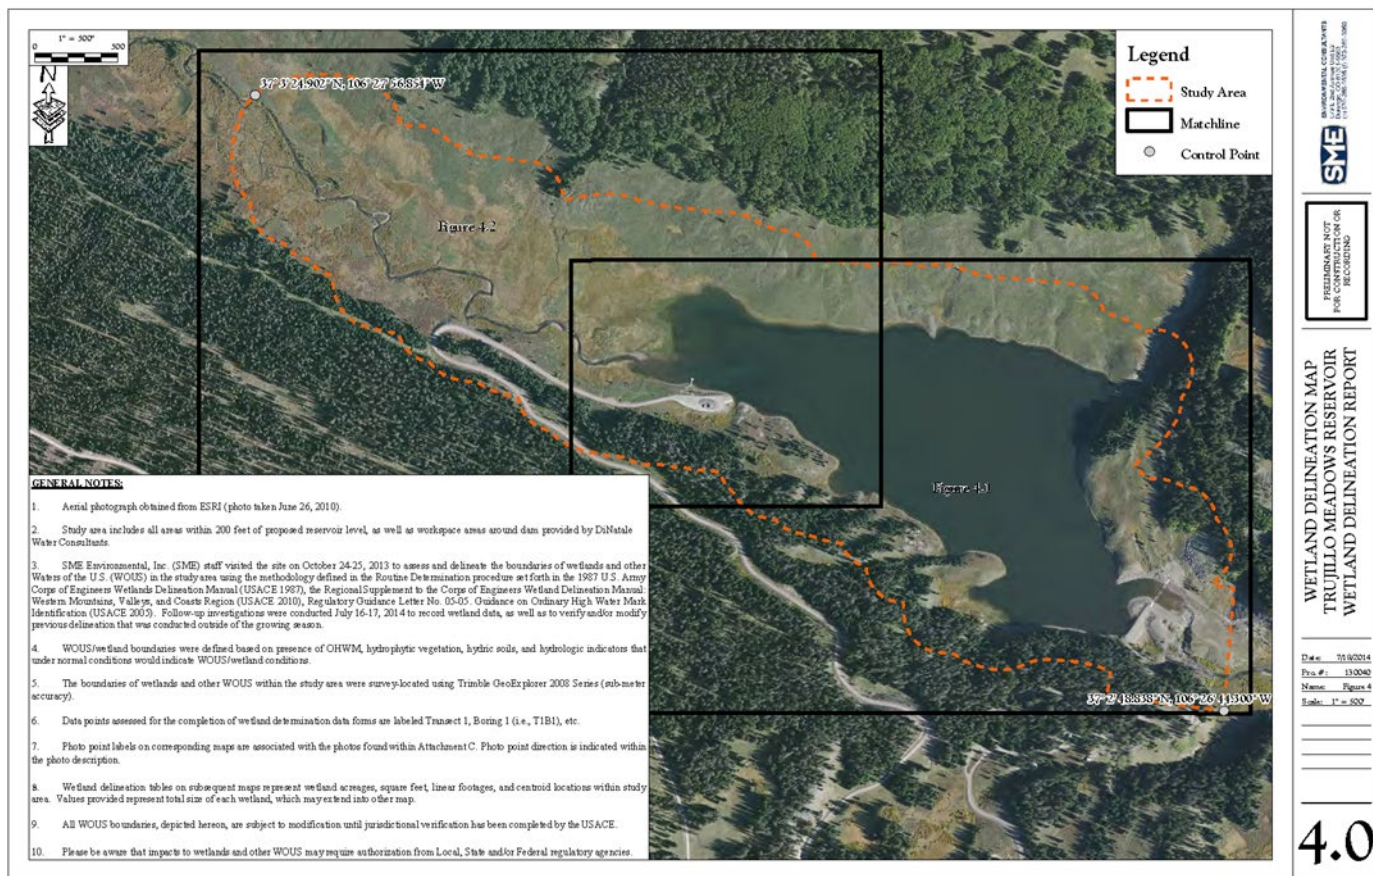 1" = 500'
0 500
N
37° 3' 24.902" N, 106° 27' 56.854" W
Figure 4.2
Figure 4.1
37° 2' 48.838" N, 106° 26' 44.300" W
Legend
Study Area
Matchline
Control Point
GENERAL NOTES:
1. Aerial photograph obtained from ESRI (photo taken June 26, 2010).
2. Study area includes all areas within 200 feet of proposed reservoir level, as well as workspace areas around dam provided by DiNatale
Water Consultants.
3. SME Environmental, Inc. (SME) staff visited the site on October 24-25, 2013 to assess and delineate the boundaries of wetlands and other
Waters of the U.S. (WOUS) in the study area using the methodology defined in the Routine Determination procedure set forth in the 1987 U.S. Army
Corps of Engineers Wetlands Delineation Manual (USACE 1987), the Regional Supplement to the Corps of Engineers Wetland Delineation Manual:
Western Mountains, Valleys, and Coasts Region (USACE 2010), Regulatory Guidance Letter No. 05-05. Guidance on Ordinary High Water Mark
Identification (USACE 2005). Follow-up investigations were conducted July 16-17, 2014 to record wetland data, as well as to verify and/or modify
previous delineation that was conducted outside of the growing season.
4. WOUS/wetland boundaries were defined based on presence of OHWM, hydrophytic vegetation, hydric soils, and hydrologic indicators that
under normal conditions would indicate WOUS/wetland conditions.
5. The boundaries of wetlands and other WOUS within the study area were survey-located using Trimble GeoExplorer 2008 Series (sub-meter
accuracy).
6. Data points assessed for the completion of wetland determination data forms are labeled Transect 1, Boring 1 (i.e., T1B1), etc.
7. Photo point labels on corresponding maps are associated with the photos found within Attachment C. Photo point direction is indicated within
the photo description.
8. Wetland delineation tables on subsequent maps represent wetland acreages, square feet, linear footages, and centroid locations within study
area. Values provided represent total size of each wetland, which may extend into other map.
9. All WOUS boundaries, depicted hereon, are subject to modification until jurisdictional verification has been completed by the USACE.
10. Please be aware that impacts to wetlands and other WOUS may require authorization from Local, State and/or Federal regulatory agencies.
SME
ENVIRONMENTAL CONSULTANTS
PRELIMINARY NOT
FOR CONSTRUCTION OR
RECORDING
WETLAND DELINEATION MAP
TRUJILLO MEADOWS RESERVOIR
WETLAND DELINEATION REPORT
Date: 7/18/2014
Pro. #: 130040
Name: Figure 4
Scale: 1" = 500'
4.0